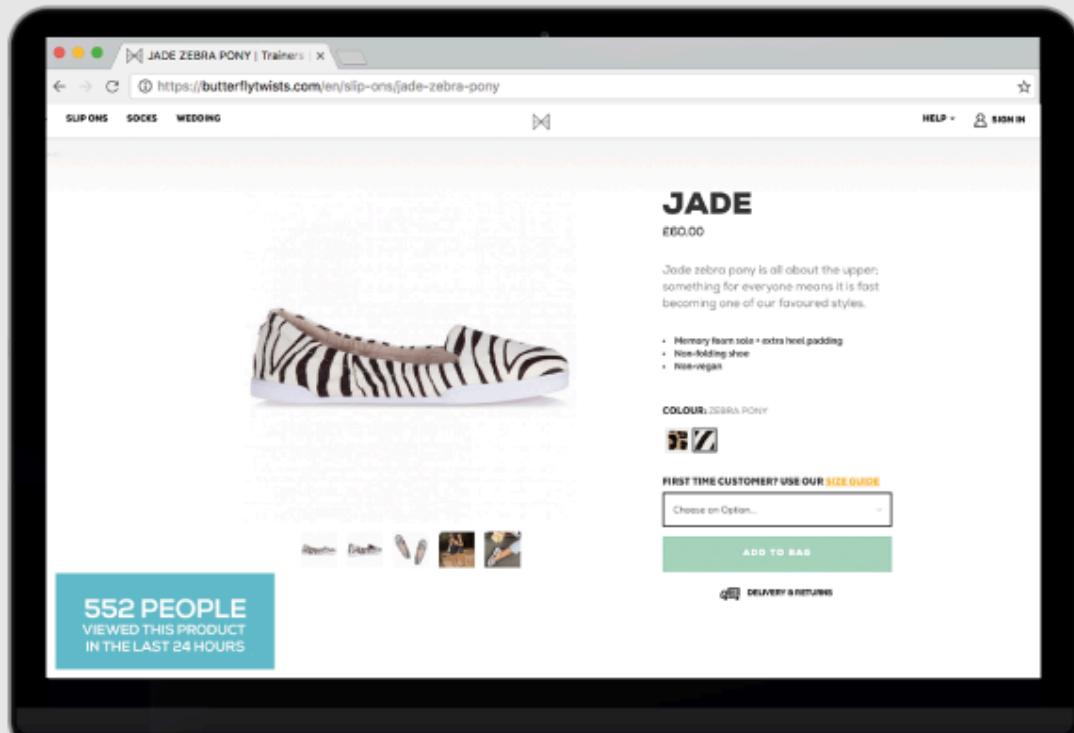 JADE ZEBRA PONY | Trainers
https://butterflytwists.com/en/slip-ons/jade-zebra-pony
SLIP ONS SOCKS WEDDING HELP SIGN IN
JADE
£60.00
Jade zebra pony is all about the upper;
something for everyone means it is fast
becoming one of our favoured styles.
• Memory foam sole + extra heel padding
• Non-folding shoe
• Non-vegan
COLOUR: ZEBRA PONY
FIRST TIME CUSTOMER? USE OUR SIZE GUIDE
Choose an Option...
ADD TO BAG
DELIVERY & RETURNS
552 PEOPLE
VIEWED THIS PRODUCT
IN THE LAST 24 HOURS